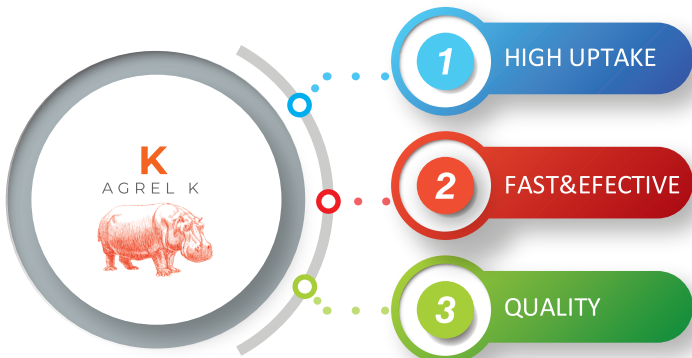 K
AGREL K
1
HIGH UPTAKE
2
FAST&EFECTIVE
3
QUALITY